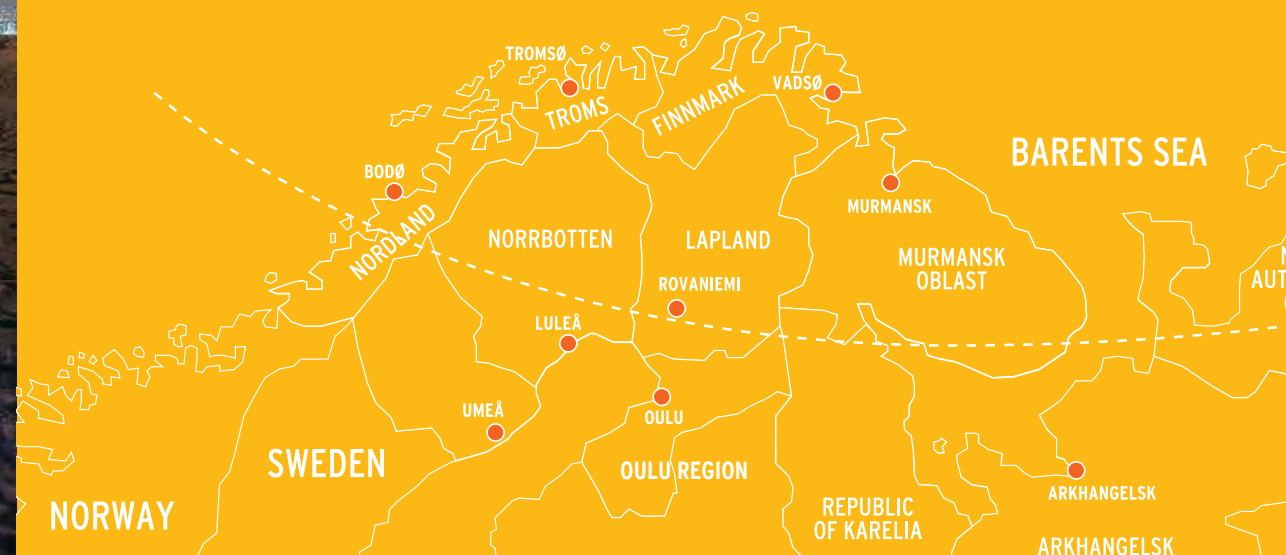 TROMSØ
VADSØ
TROMS
FINNMARK
BARENTS SEA
BODØ
MURMANSK
NORDLAND
NORRBOTTEN
LAPLAND
MURMANSK
OBLAST
ROVANIEMI
LULEÅ
UMEÅ
OULU
SWEDEN
OULU REGION
ARKHANGELSK
NORWAY
REPUBLIC
OF KARELIA
ARKHANGELSK